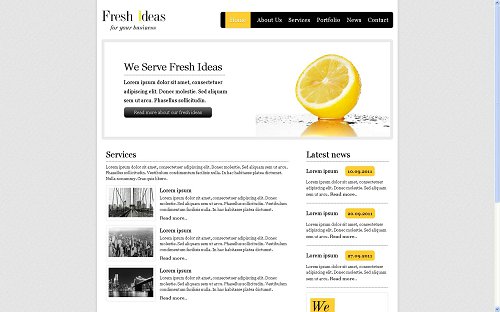 Fresh Ideas
for your business
Home About Us Services Portfolio News Contact
We Serve Fresh Ideas
Lorem ipsum dolor sit amet, consectetuer
adipiscing elit. Donec molestie. Sed aliquam
sem ut arcu. Phasellus sollicitudin.
Read more about our fresh ideas
Services
Lorem ipsum dolor sit amet, consectetuer adipiscing elit. Donec molestie. Sed aliquam sem ut arcu.
Phasellus sollicitudin. Vestibulum condimentum facilisis nulla. In hac habitasse platea dictumst.
Nulla nonummy. Cras quis libero.
Lorem ipsum
Lorem ipsum dolor sit amet, consectetuer adipiscing elit. Donec molestie.
Sed aliquam sem ut arcu. Phasellus sollicitudin. Vestibulum
condimentum facilisis nulla. In hac habitasse platea dictumst.
Read more..
Lorem ipsum
Lorem ipsum dolor sit amet, consectetuer adipiscing elit. Donec molestie.
Sed aliquam sem ut arcu. Phasellus sollicitudin. Vestibulum
condimentum facilisis nulla. In hac habitasse platea dictumst.
Read more..
Lorem ipsum
Lorem ipsum dolor sit amet, consectetuer adipiscing elit. Donec molestie.
Sed aliquam sem ut arcu. Phasellus sollicitudin. Vestibulum
condimentum facilisis nulla. In hac habitasse platea dictumst.
Read more..
Latest news
Lorem ipsum 10.09.2011
Lorem ipsum dolor sit amet, consectetuer
adipiscing elit. Donec molestie. Sed aliquam
sem ut arcu. Read more..
Lorem ipsum 20.09.2011
Lorem ipsum dolor sit amet, consectetuer
adipiscing elit. Donec molestie. Sed aliquam
sem ut arcu. Read more..
Lorem ipsum 27.09.2011
Lorem ipsum dolor sit amet, consectetuer
adipiscing elit. Donec molestie. Sed aliquam
sem ut arcu. Read more..
We